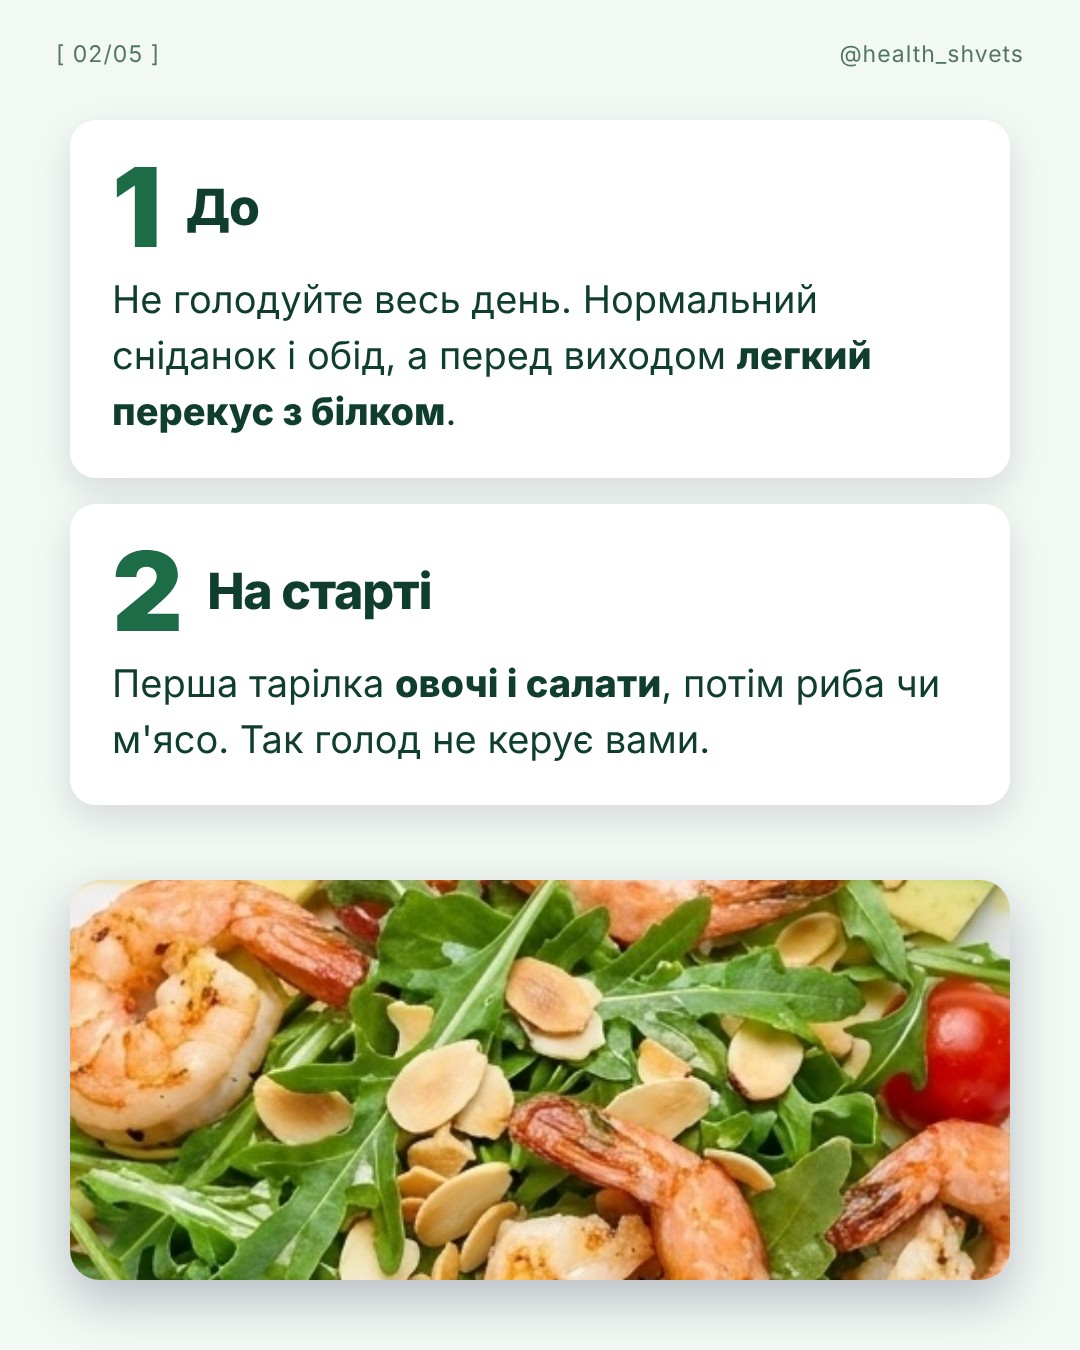 [ 02/05 ]
@health_shvets
1 До
Не голодуйте весь день. Нормальний
сніданок і обід, а перед виходом легкий
перекус з білком.
2 На старті
Перша тарілка овочі і салати, потім риба чи
м'ясо. Так голод не керує вами.